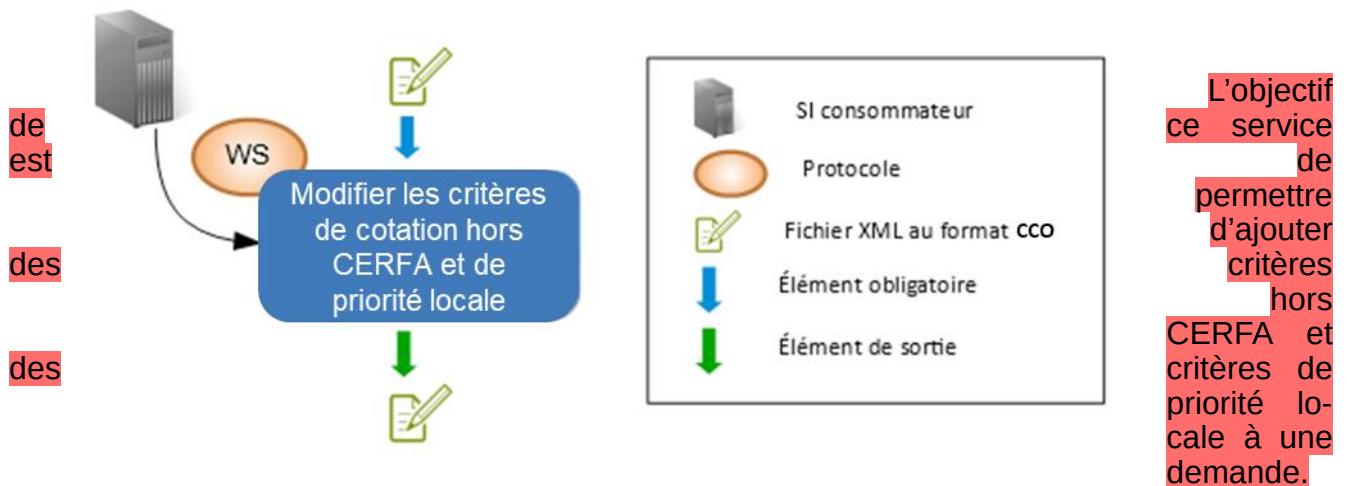 WS
Modifier les critères
de cotation hors
CERFA et de
priorité locale
SI consommateur
Protocole
Fichier XML au format cco
Élément obligatoire
Élément de sortie
L’objectif
de ce service
est de
permettre
d’ajouter
des critères
hors
CERFA et
des critères de
priorité lo-
cale à une
demande.